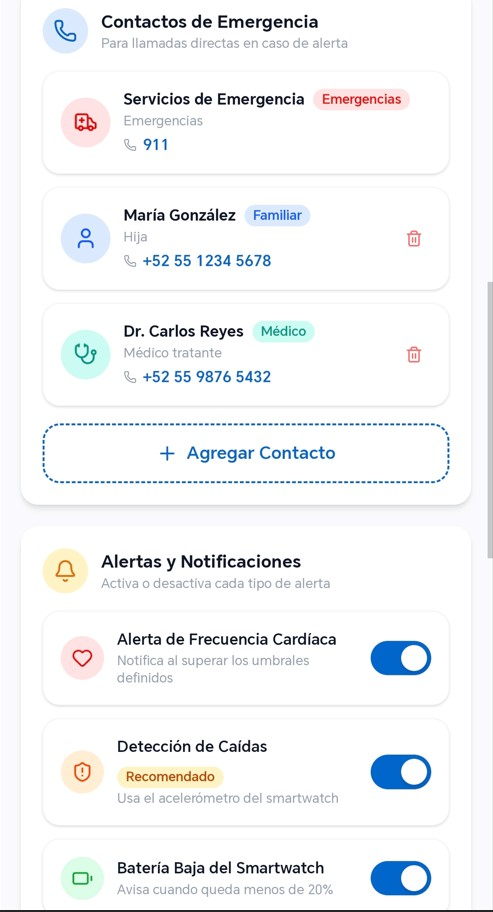 Contactos de Emergencia
Para llamadas directas en caso de alerta
Servicios de Emergencia Emergencias
Emergencias
911
María González Familiar
Hija
+52 55 1234 5678
Dr. Carlos Reyes Médico
Médico tratante
+52 55 9876 5432
+ Agregar Contacto
Alertas y Notificaciones
Activa o desactiva cada tipo de alerta
Alerta de Frecuencia Cardíaca
Notifica al superar los umbrales
definidos
Detección de Caídas
Recomendado
Usa el acelerómetro del smartwatch
Batería Baja del Smartwatch
Avisa cuando queda menos de 20%